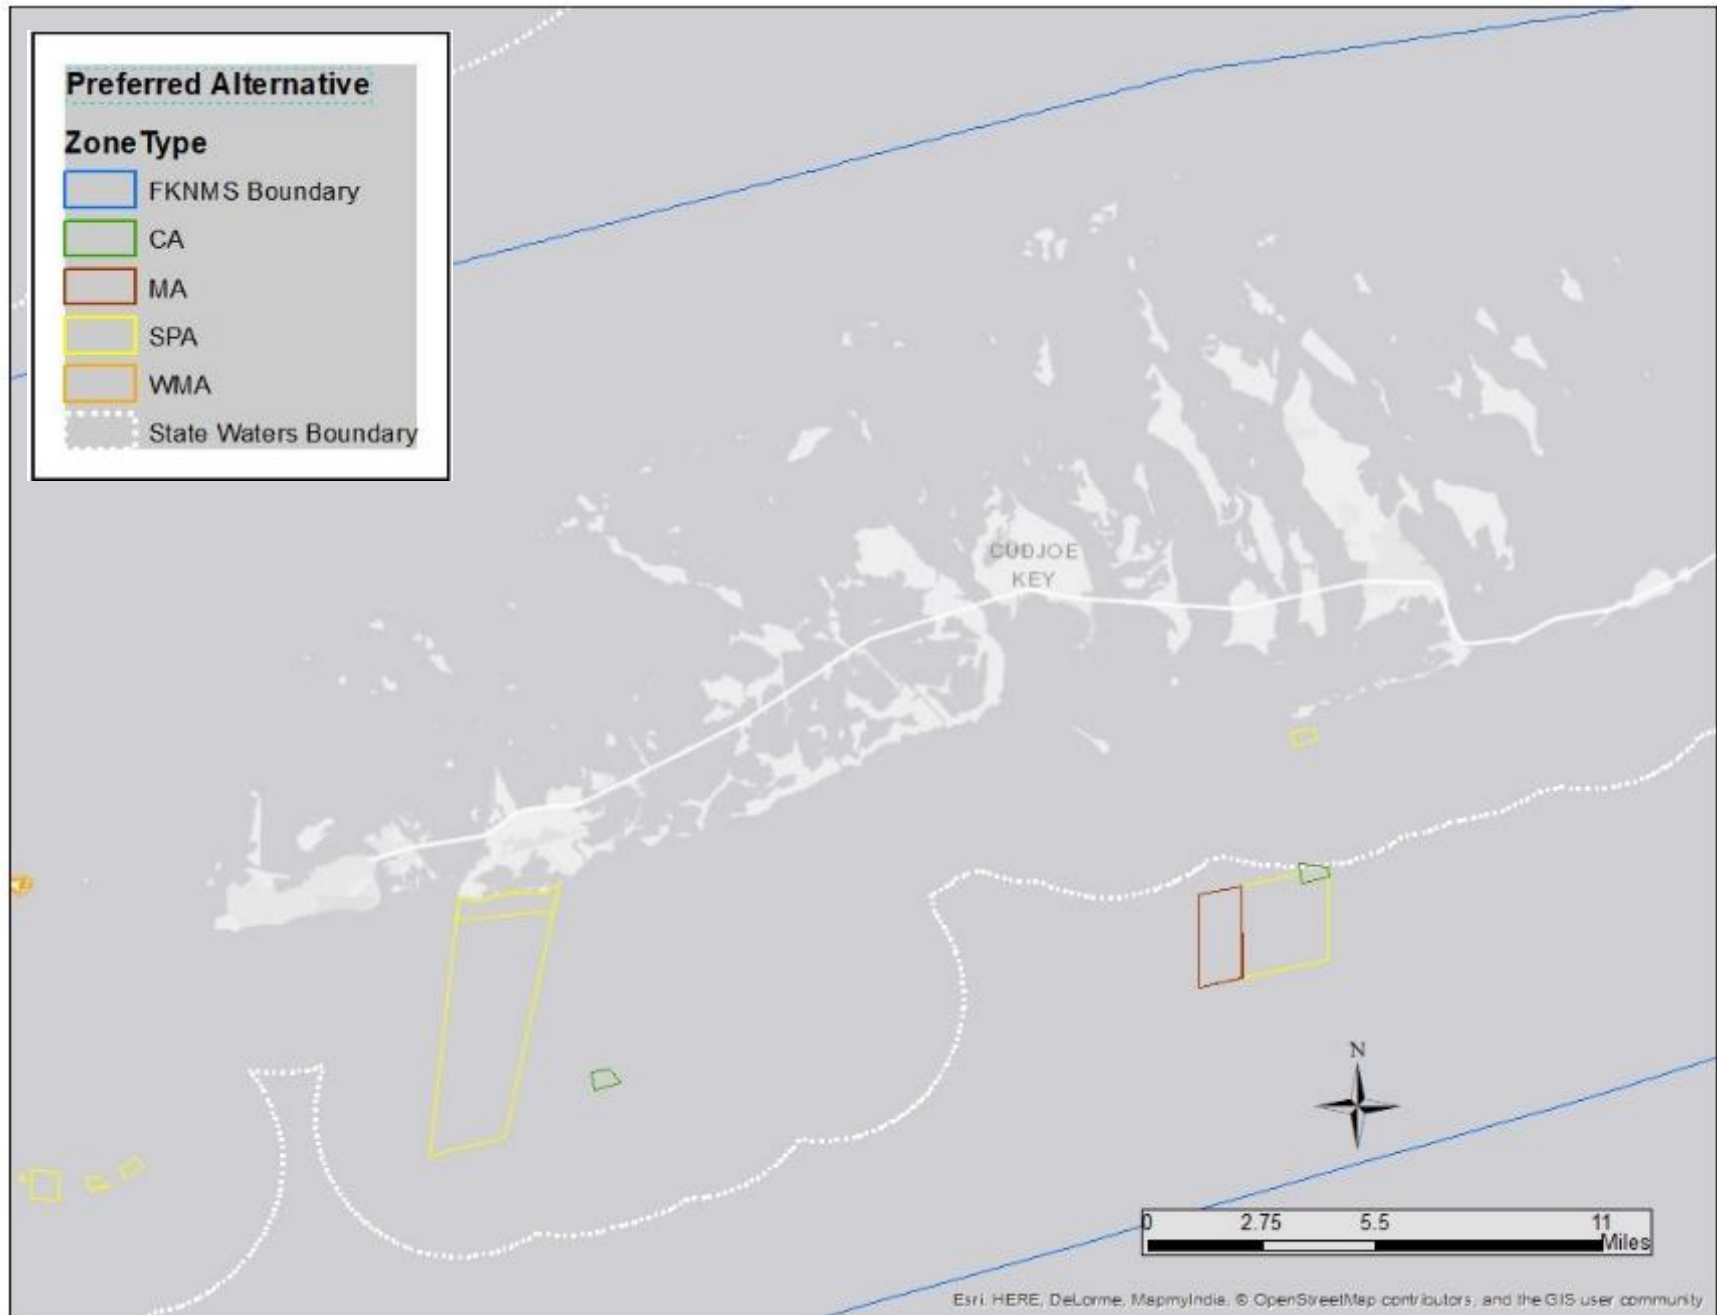 Preferred Alternative
Zone Type
FKNMS Boundary
CA
MA
SPA
WMA
State Waters Boundary
CUDJOE
KEY
N
0 2.75 5.5 11
Miles
Esri, HERE, DeLorme, MapmyIndia, © OpenStreetMap contributors, and the GIS user community